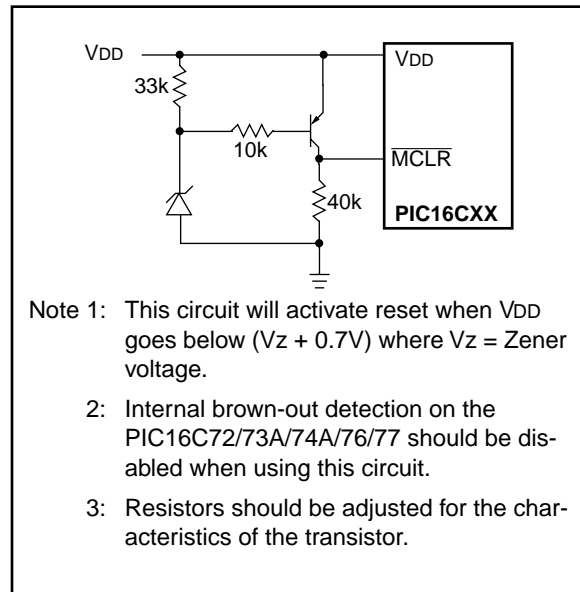 VDD
VDD
33k
10k
MCLR
40k
PIC16CXX
Note 1: This circuit will activate reset when VDD
goes below (Vz + 0.7V) where Vz = Zener
voltage.
2: Internal brown-out detection on the
PIC16C72/73A/74A/76/77 should be dis-
abled when using this circuit.
3: Resistors should be adjusted for the char-
acteristics of the transistor.